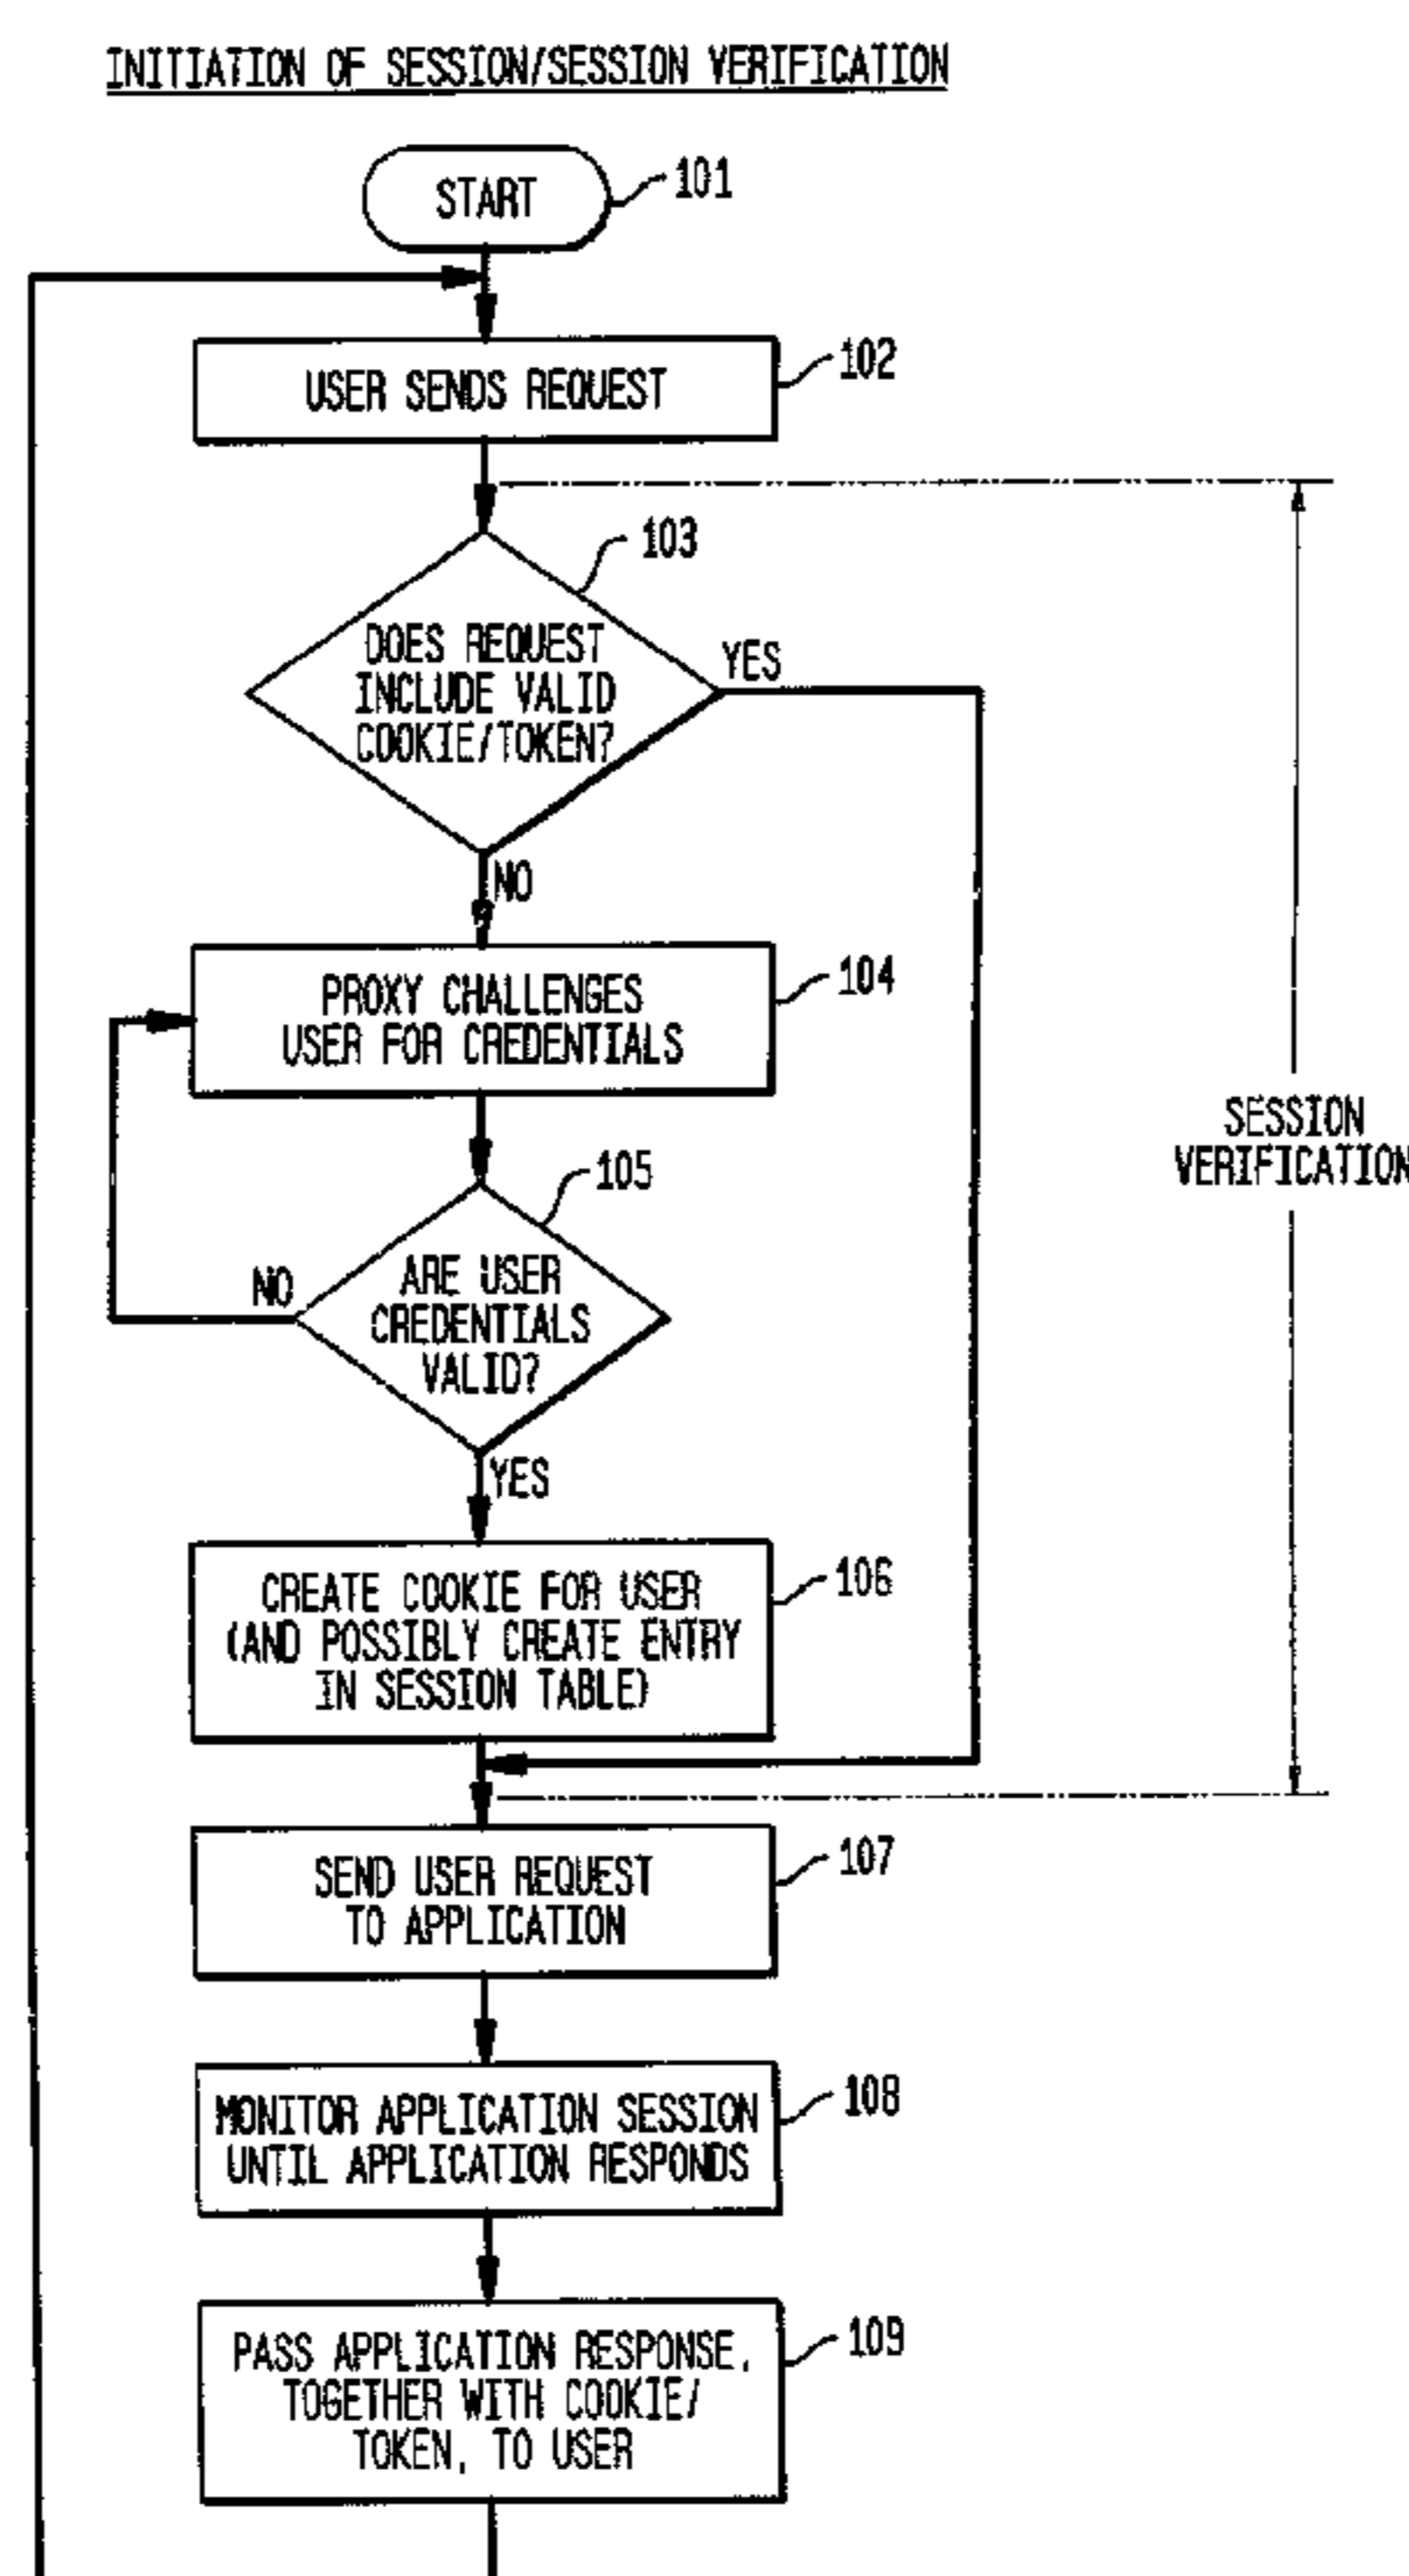 INITIATION OF SESSION/SESSION VERIFICATION
START
101
USER SENDS REQUEST
102
103
DOES REQUEST
INCLUDE VALID
COOKIE/TOKEN?
YES
NO
PROXY CHALLENGES
USER FOR CREDENTIALS
104
SESSION
VERIFICATION
105
ARE USER
CREDENTIALS
VALID?
NO
YES
CREATE COOKIE FOR USER
(AND POSSIBLY CREATE ENTRY
IN SESSION TABLE)
106
SEND USER REQUEST
TO APPLICATION
107
MONITOR APPLICATION SESSION
UNTIL APPLICATION RESPONDS
108
PASS APPLICATION RESPONSE,
TOGETHER WITH COOKIE/
TOKEN, TO USER
109